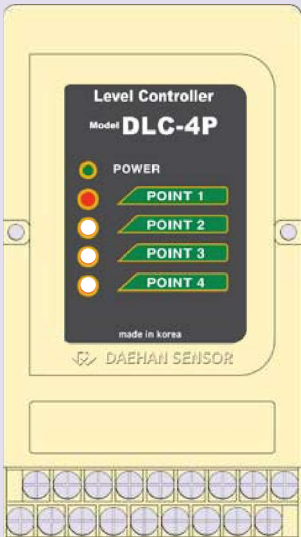 Level Controller
Model DLC-4P
POWER
POINT 1
POINT 2
POINT 3
POINT 4
made in korea
DAEHAN SENSOR